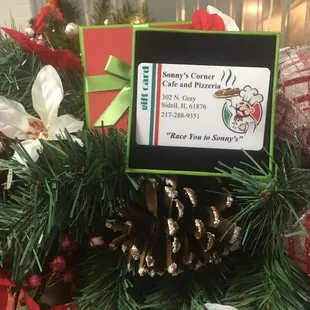 gift card
Sonny's Corner
Cafe and Pizzeria
302 N. Gray
Sidell, IL 61876
217-288-9351
"Race You to Sonny's"